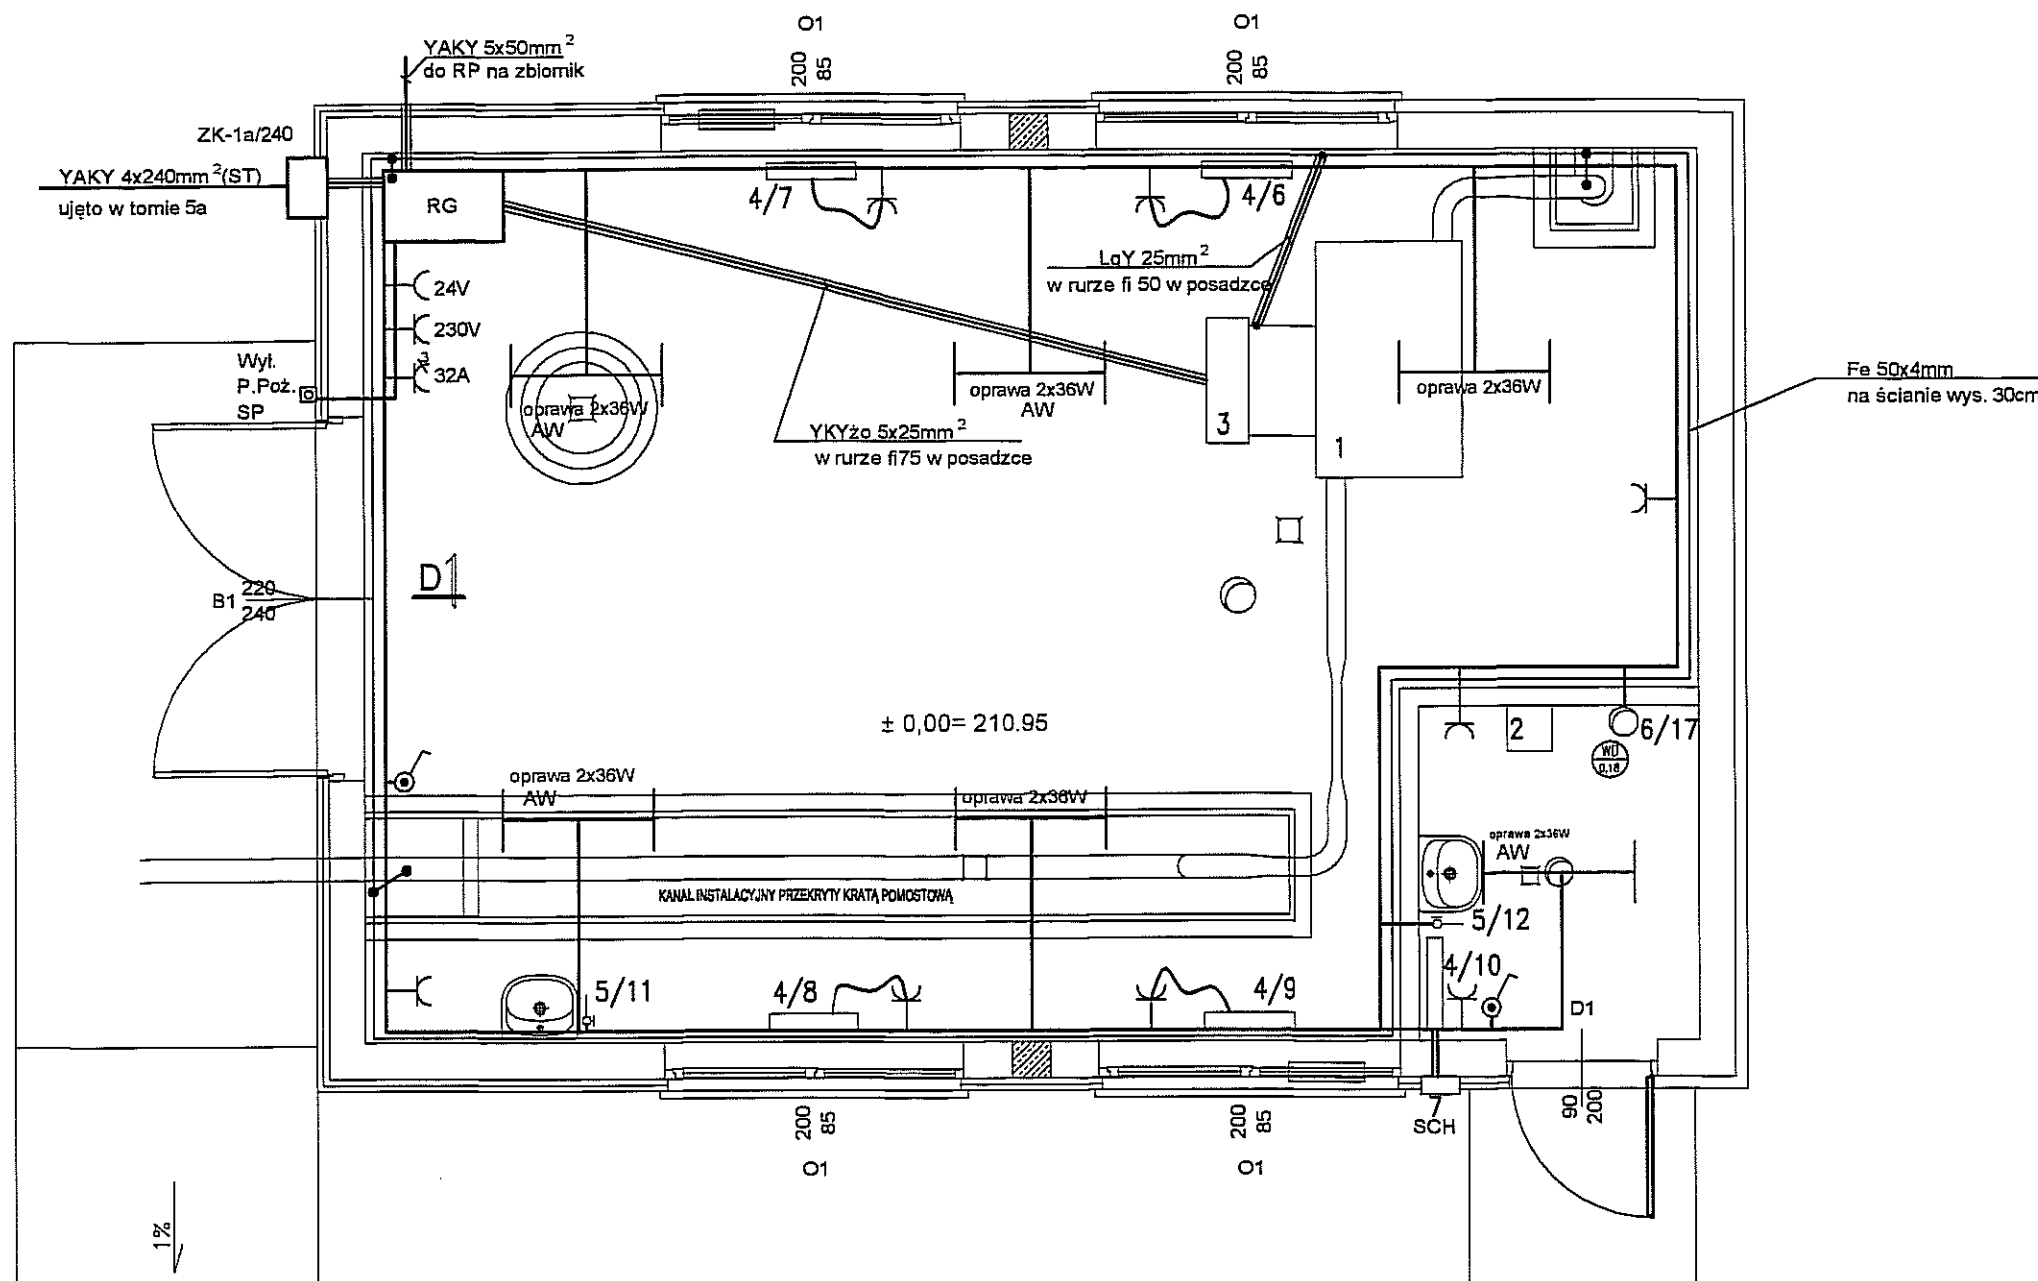 O1
O1
200
85
200
85
YAKY 5x50mm²
do RP na zbiornik
ZK-1a/240
YAKY 4x240mm²(ST)
ujęto w tomie 5a
RG
4/7
4/6
LgY 25mm²
w rurze fi 50 w posadzce
24V
230V
3
32A
Wył.
P.Poż.
SP
oprawa 2x36W
AW
oprawa 2x36W
AW
oprawa 2x36W
3
1
Fe 50x4mm
na ścianie wys. 30cm
YKYżo 5x25mm²
w rurze fi75 w posadzce
D1
B1
220
240
± 0,00= 210.95
2
6/17
WD
0,18
oprawa 2x36W
AW
oprawa 2x36W
oprawa 2x36W
AW
KANAŁ INSTALACYJNY PRZEKRYTY KRATĄ POMOSTOWĄ
5/12
5/11
4/8
4/9
4/10
D1
90
200
SCH
200
85
200
85
O1
O1
1%